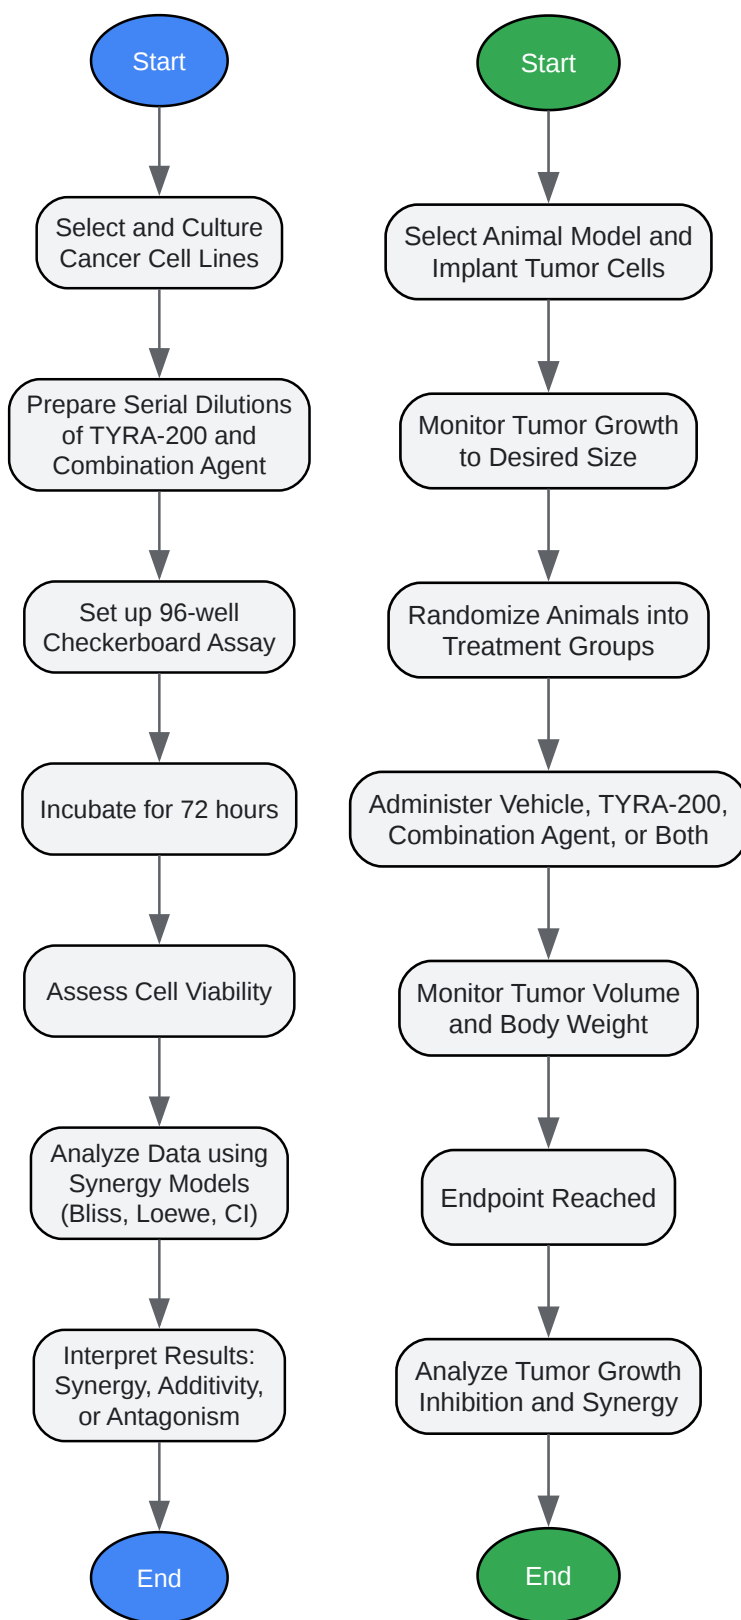 Start
Select and Culture
Cancer Cell Lines
Prepare Serial Dilutions
of TYRA-200 and
Combination Agent
Set up 96-well
Checkerboard Assay
Incubate for 72 hours
Assess Cell Viability
Analyze Data using
Synergy Models
(Bliss, Loewe, CI)
Interpret Results:
Synergy, Additivity,
or Antagonism
End
Start
Select Animal Model and
Implant Tumor Cells
Monitor Tumor Growth
to Desired Size
Randomize Animals into
Treatment Groups
Administer Vehicle, TYRA-200,
Combination Agent, or Both
Monitor Tumor Volume
and Body Weight
Endpoint Reached
Analyze Tumor Growth
Inhibition and Synergy
End